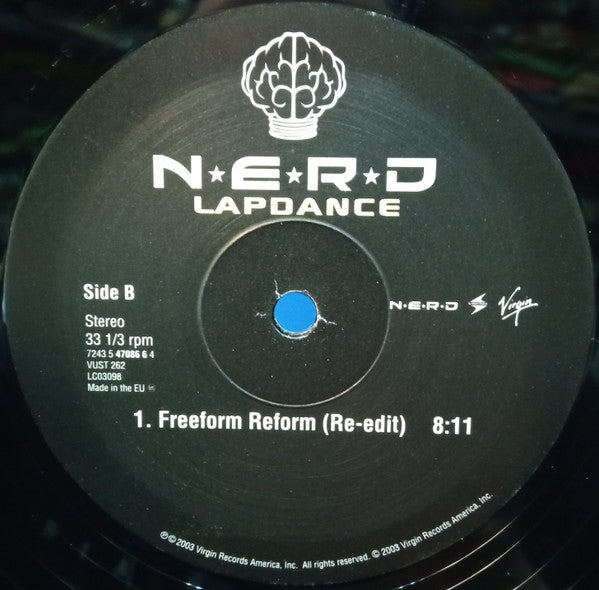 N★E★R★D
LAPDANCE
Side B
Stereo
33 1/3 rpm
7243 5 47086 6 4
VUST 262
LC03098
Made in the EU
N•E•R•D
Virgin
1. Freeform Reform (Re-edit) 8:11
℗© 2003 Virgin Records America, Inc. All rights reserved. © 2003 Virgin Records America, Inc.